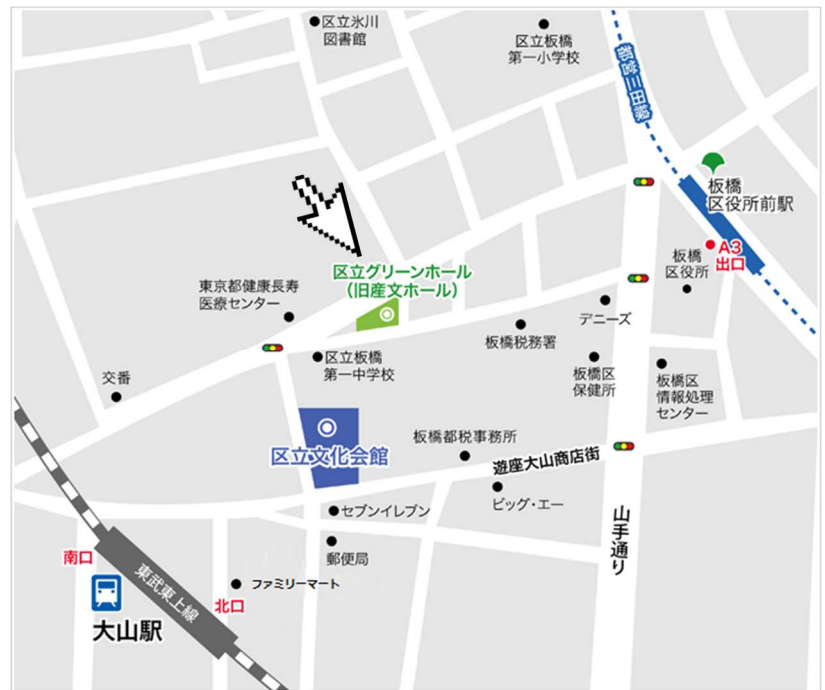 区立氷川
図書館
区立板橋
第一小学校
都営三田線
板橋
区役所前駅
A3
出口
板橋
区役所
区立グリーンホール
(旧産文ホール)
東京都健康長寿
医療センター
デニーズ
板橋税務署
区立板橋
第一中学校
交番
板橋区
保健所
板橋区
情報処理
センター
板橋都税事務所
遊座大山商店街
区立文化会館
ビッグ・エー
セブンイレブン
山手通り
郵便局
南口
ファミリーマート
東武東上線
北口
大山駅